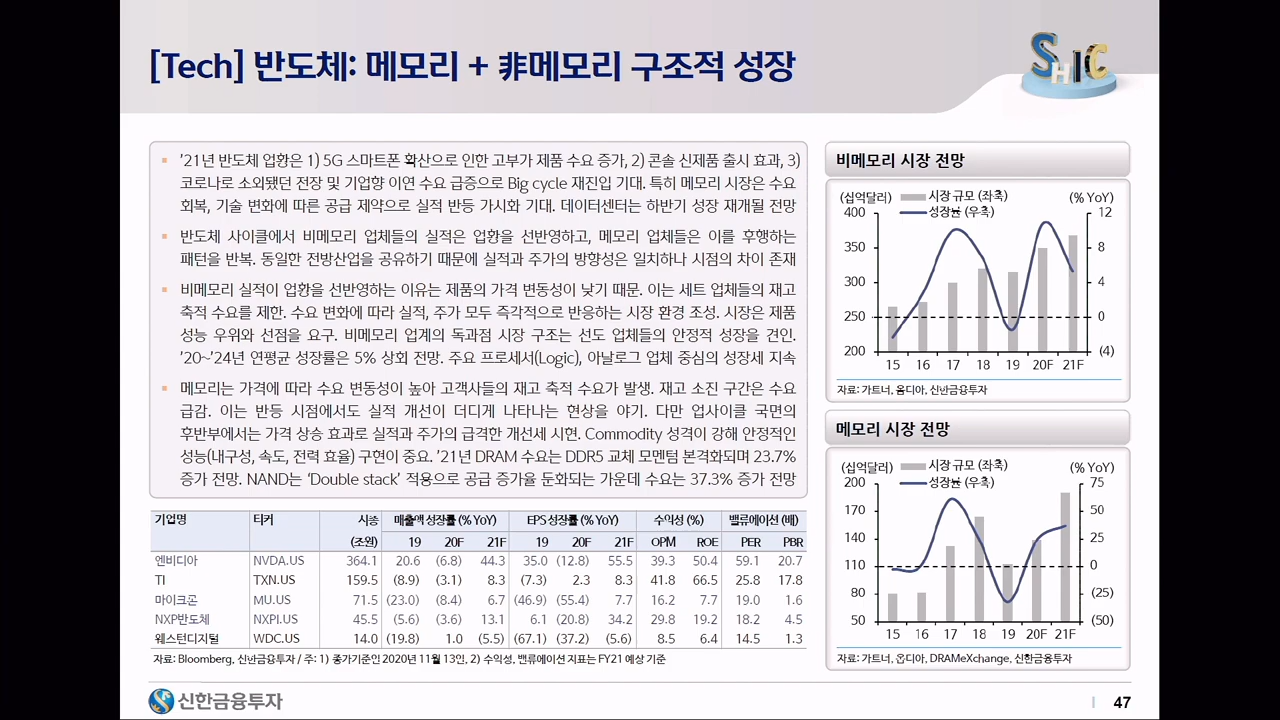 [Tech] 반도체: 메모리 + 非메모리 구조적 성장
SHIC
’21년 반도체 업황은 1) 5G 스마트폰 확산으로 인한 고부가 제품 수요 증가, 2) 콘솔 신제품 출시 효과, 3)
코로나로 소외됐던 전장 및 기업향 이연 수요 급증으로 Big cycle 재진입 기대. 특히 메모리 시장은 수요
회복, 기술 변화에 따른 공급 제약으로 실적 반등 가시화 기대. 데이터센터는 하반기 성장 재개될 전망
반도체 사이클에서 비메모리 업체들의 실적은 업황을 선반영하고, 메모리 업체들은 이를 후행하는
패턴을 반복. 동일한 전방산업을 공유하기 때문에 실적과 주가의 방향성은 일치하나 시점의 차이 존재
비메모리 실적이 업황을 선반영하는 이유는 제품의 가격 변동성이 낮기 때문. 이는 세트 업체들의 재고
축적 수요를 제한. 수요 변화에 따라 실적, 주가 모두 즉각적으로 반응하는 시장 환경 조성. 시장은 제품
성능 우위와 선점을 요구. 비메모리 업계의 독과점 시장 구조는 선도 업체들의 안정적 성장을 견인.
’20~’24년 연평균 성장률은 5% 상회 전망. 주요 프로세서(Logic), 아날로그 업체 중심의 성장세 지속
메모리는 가격에 따라 수요 변동성이 높아 고객사들의 재고 축적 수요가 발생. 재고 소진 구간은 수요
급감. 이는 반등 시점에서도 실적 개선이 더디게 나타나는 현상을 야기. 다만 업사이클 국면의
후반부에서는 가격 상승 효과로 실적과 주가의 급격한 개선세 시현. Commodity 성격이 강해 안정적인
성능(내구성, 속도, 전력 효율) 구현이 중요. ’21년 DRAM 수요는 DDR5 교체 모멘텀 본격화되며 23.7%
증가 전망. NAND는 ‘Double stack’ 적용으로 공급 증가율 둔화되는 가운데 수요는 37.3% 증가 전망
기업명 티커 시총 매출액 성장률 (% YoY) EPS 성장률 (% YoY) 수익성 (%) 밸류에이션 (배)
(조원) 19 20F 21F 19 20F 21F OPM ROE PER PBR
엔비디아 NVDA.US 364.1 20.6 (6.8) 44.3 35.0 (12.8) 55.5 39.3 50.4 59.1 20.7
TI TXN.US 159.5 (8.9) (3.1) 8.3 (7.3) 2.3 8.3 41.8 66.5 25.8 17.8
마이크론 MU.US 71.5 (23.0) (8.4) 6.7 (46.9) (55.4) 7.7 16.2 7.7 19.0 1.6
NXP반도체 NXPI.US 45.5 (5.6) (3.6) 13.1 6.1 (20.8) 34.2 29.8 19.2 18.2 4.5
웨스턴디지털 WDC.US 14.0 (19.8) 1.0 (5.5) (67.1) (37.2) (5.6) 8.5 6.4 14.5 1.3
자료: Bloomberg, 신한금융투자 / 주: 1) 종가기준인 2020년 11월 13일, 2) 수익성, 밸류에이션 지표는 FY21 예상 기준
비메모리 시장 전망
(십억달러) 시장 규모 (좌축) (% YoY)
성장률 (우축)
400 12
350 8
300 4
250 0
200 (4)
15 16 17 18 19 20F 21F
자료: 가트너, 옴디아, 신한금융투자
메모리 시장 전망
(십억달러) 시장 규모 (좌축) (% YoY)
성장률 (우축)
200 75
170 50
140 25
110 0
80 (25)
50 (50)
15 16 17 18 19 20F 21F
자료: 가트너, 옴디아, DRAMeXchange, 신한금융투자
신한금융투자
47